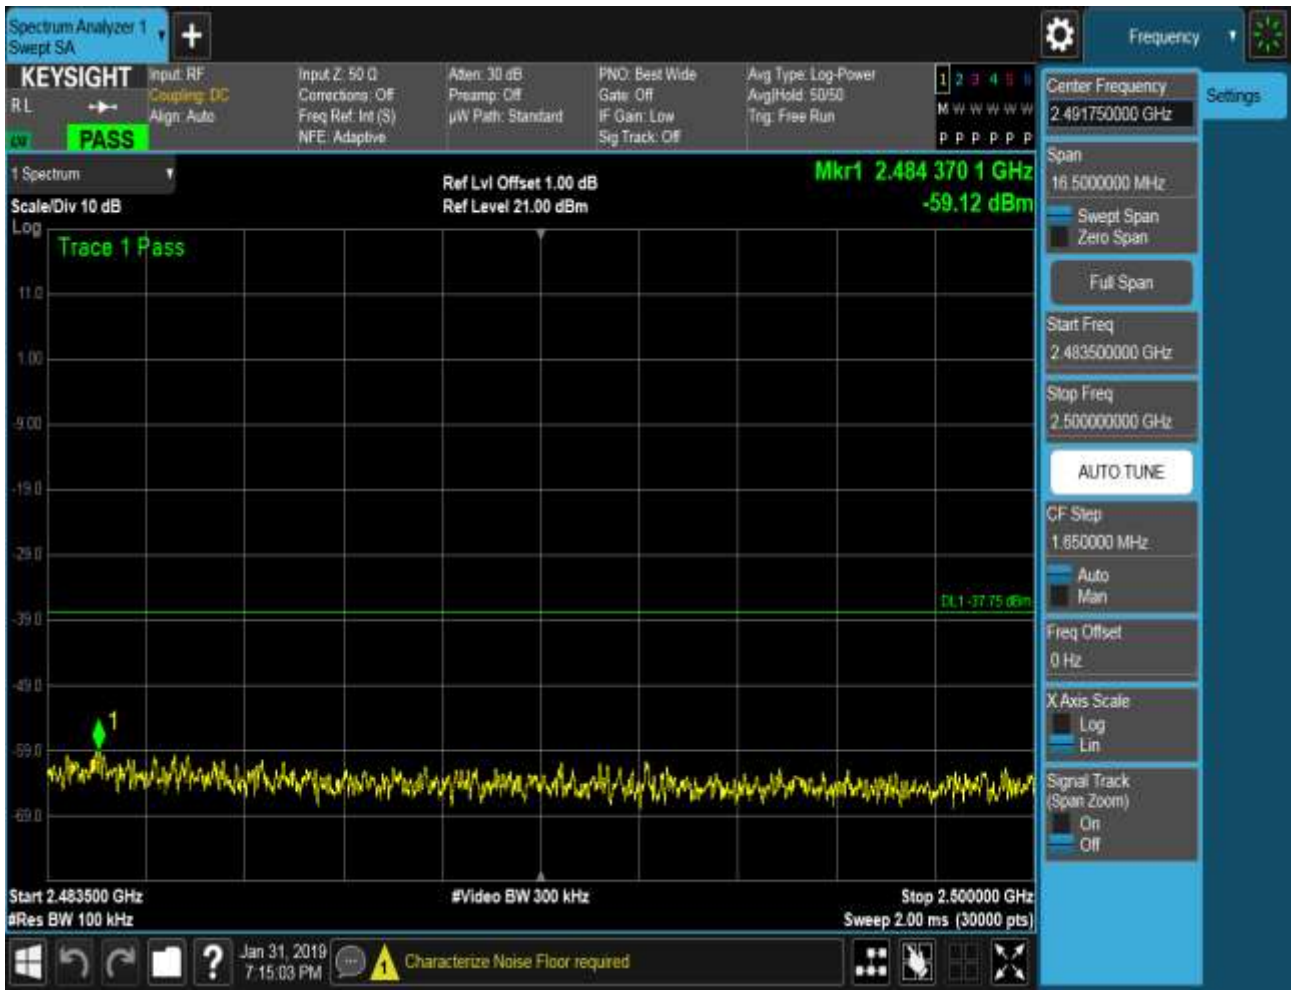 Spectrum Analyzer 1
Swept SA
+
Frequency
KEYSIGHT
RL
PASS
Input: RF
Coupling: DC
Align: Auto
Input Z: 50 Ω
Corrections: Off
Freq Ref: Int (S)
NFE: Adaptive
Atten: 30 dB
Preamp: Off
µW Path: Standard
PNO: Best Wide
Gate: Off
IF Gain: Low
Sig Track: Off
Avg Type: Log-Power
Avg|Hold: 50/50
Trig: Free Run
1 2 3 4 5 6
M W W W W W
P P P P P P
1 Spectrum
Scale/Div 10 dB
Ref Lvl Offset 1.00 dB
Ref Level 21.00 dBm
Mkr1 2.484 370 1 GHz
-59.12 dBm
Log
Trace 1 Pass
11.0
1.00
-9.00
-19.0
-29.0
-39.0
-49.0
-59.0
-69.0
DL1 -37.75 dBm
1
Start 2.483500 GHz
#Res BW 100 kHz
#Video BW 300 kHz
Stop 2.500000 GHz
Sweep 2.00 ms (30000 pts)
Center Frequency
2.491750000 GHz
Settings
Span
16.5000000 MHz
Swept Span
Zero Span
Full Span
Start Freq
2.483500000 GHz
Stop Freq
2.500000000 GHz
AUTO TUNE
CF Step
1.650000 MHz
Auto
Man
Freq Offset
0 Hz
X Axis Scale
Log
Lin
Signal Track
(Span Zoom)
On
Off
?
Jan 31, 2019
7:15:03 PM
1
Characterize Noise Floor required